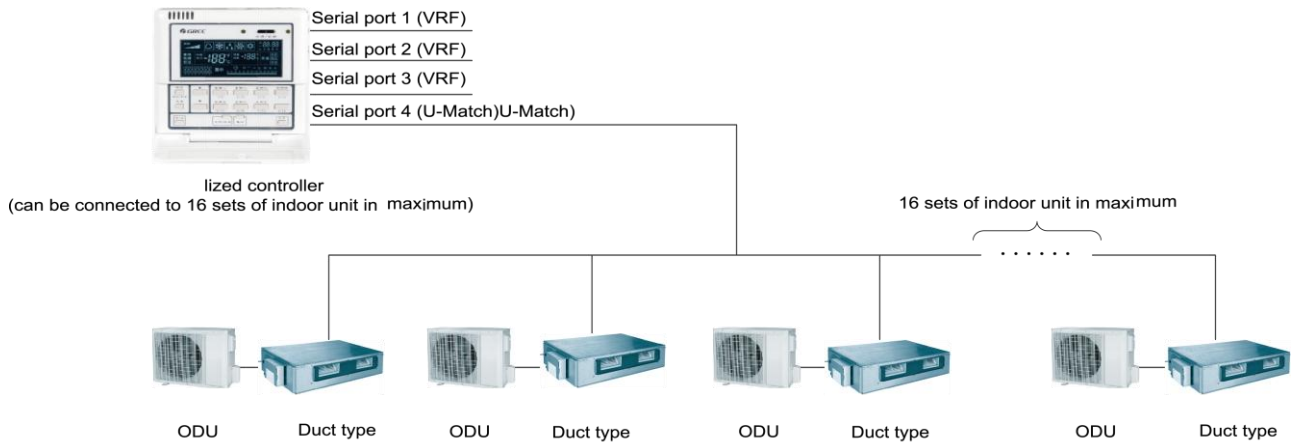 GREE
Serial port 1 (VRF)
Serial port 2 (VRF)
Serial port 3 (VRF)
Serial port 4 (U-Match)U-Match)
lized controller
(can be connected to 16 sets of indoor unit in maximum)
16 sets of indoor unit in maximum
......
ODU Duct type ODU Duct type ODU Duct type ODU Duct type